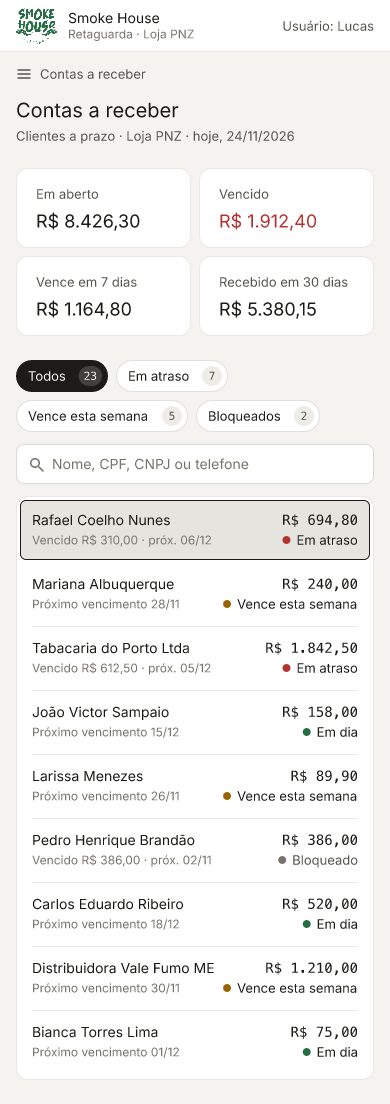 SMOKE
HOUSE
Smoke House
Retaguarda · Loja PNZ
Usuário: Lucas
Contas a receber
Contas a receber
Clientes a prazo · Loja PNZ · hoje, 24/11/2026
Em aberto
R$ 8.426,30
Vencido
R$ 1.912,40
Vence em 7 dias
R$ 1.164,80
Recebido em 30 dias
R$ 5.380,15
Todos 23
Em atraso 7
Vence esta semana 5
Bloqueados 2
Nome, CPF, CNPJ ou telefone
Rafael Coelho Nunes R$ 694,80
Vencido R$ 310,00 · próx. 06/12 Em atraso
Mariana Albuquerque R$ 240,00
Próximo vencimento 28/11 Vence esta semana
Tabacaria do Porto Ltda R$ 1.842,50
Vencido R$ 612,50 · próx. 05/12 Em atraso
João Victor Sampaio R$ 158,00
Próximo vencimento 15/12 Em dia
Larissa Menezes R$ 89,90
Próximo vencimento 26/11 Vence esta semana
Pedro Henrique Brandão R$ 386,00
Vencido R$ 386,00 · próx. 02/11 Bloqueado
Carlos Eduardo Ribeiro R$ 520,00
Próximo vencimento 18/12 Em dia
Distribuidora Vale Fumo ME R$ 1.210,00
Próximo vencimento 30/11 Vence esta semana
Bianca Torres Lima R$ 75,00
Próximo vencimento 01/12 Em dia